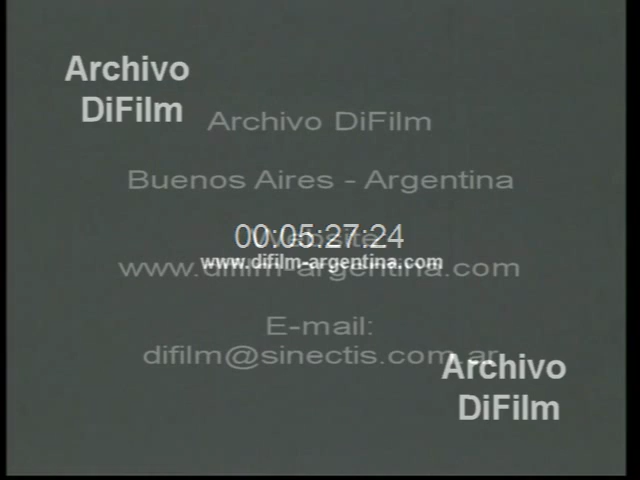 Archivo
DiFilm
Archivo DiFilm
Buenos Aires - Argentina
Website
00:05:27:24
www.difilm-argentina.com
www.difilm-argentina.com
E-mail:
difilm@sinectis.com.ar
Archivo
DiFilm